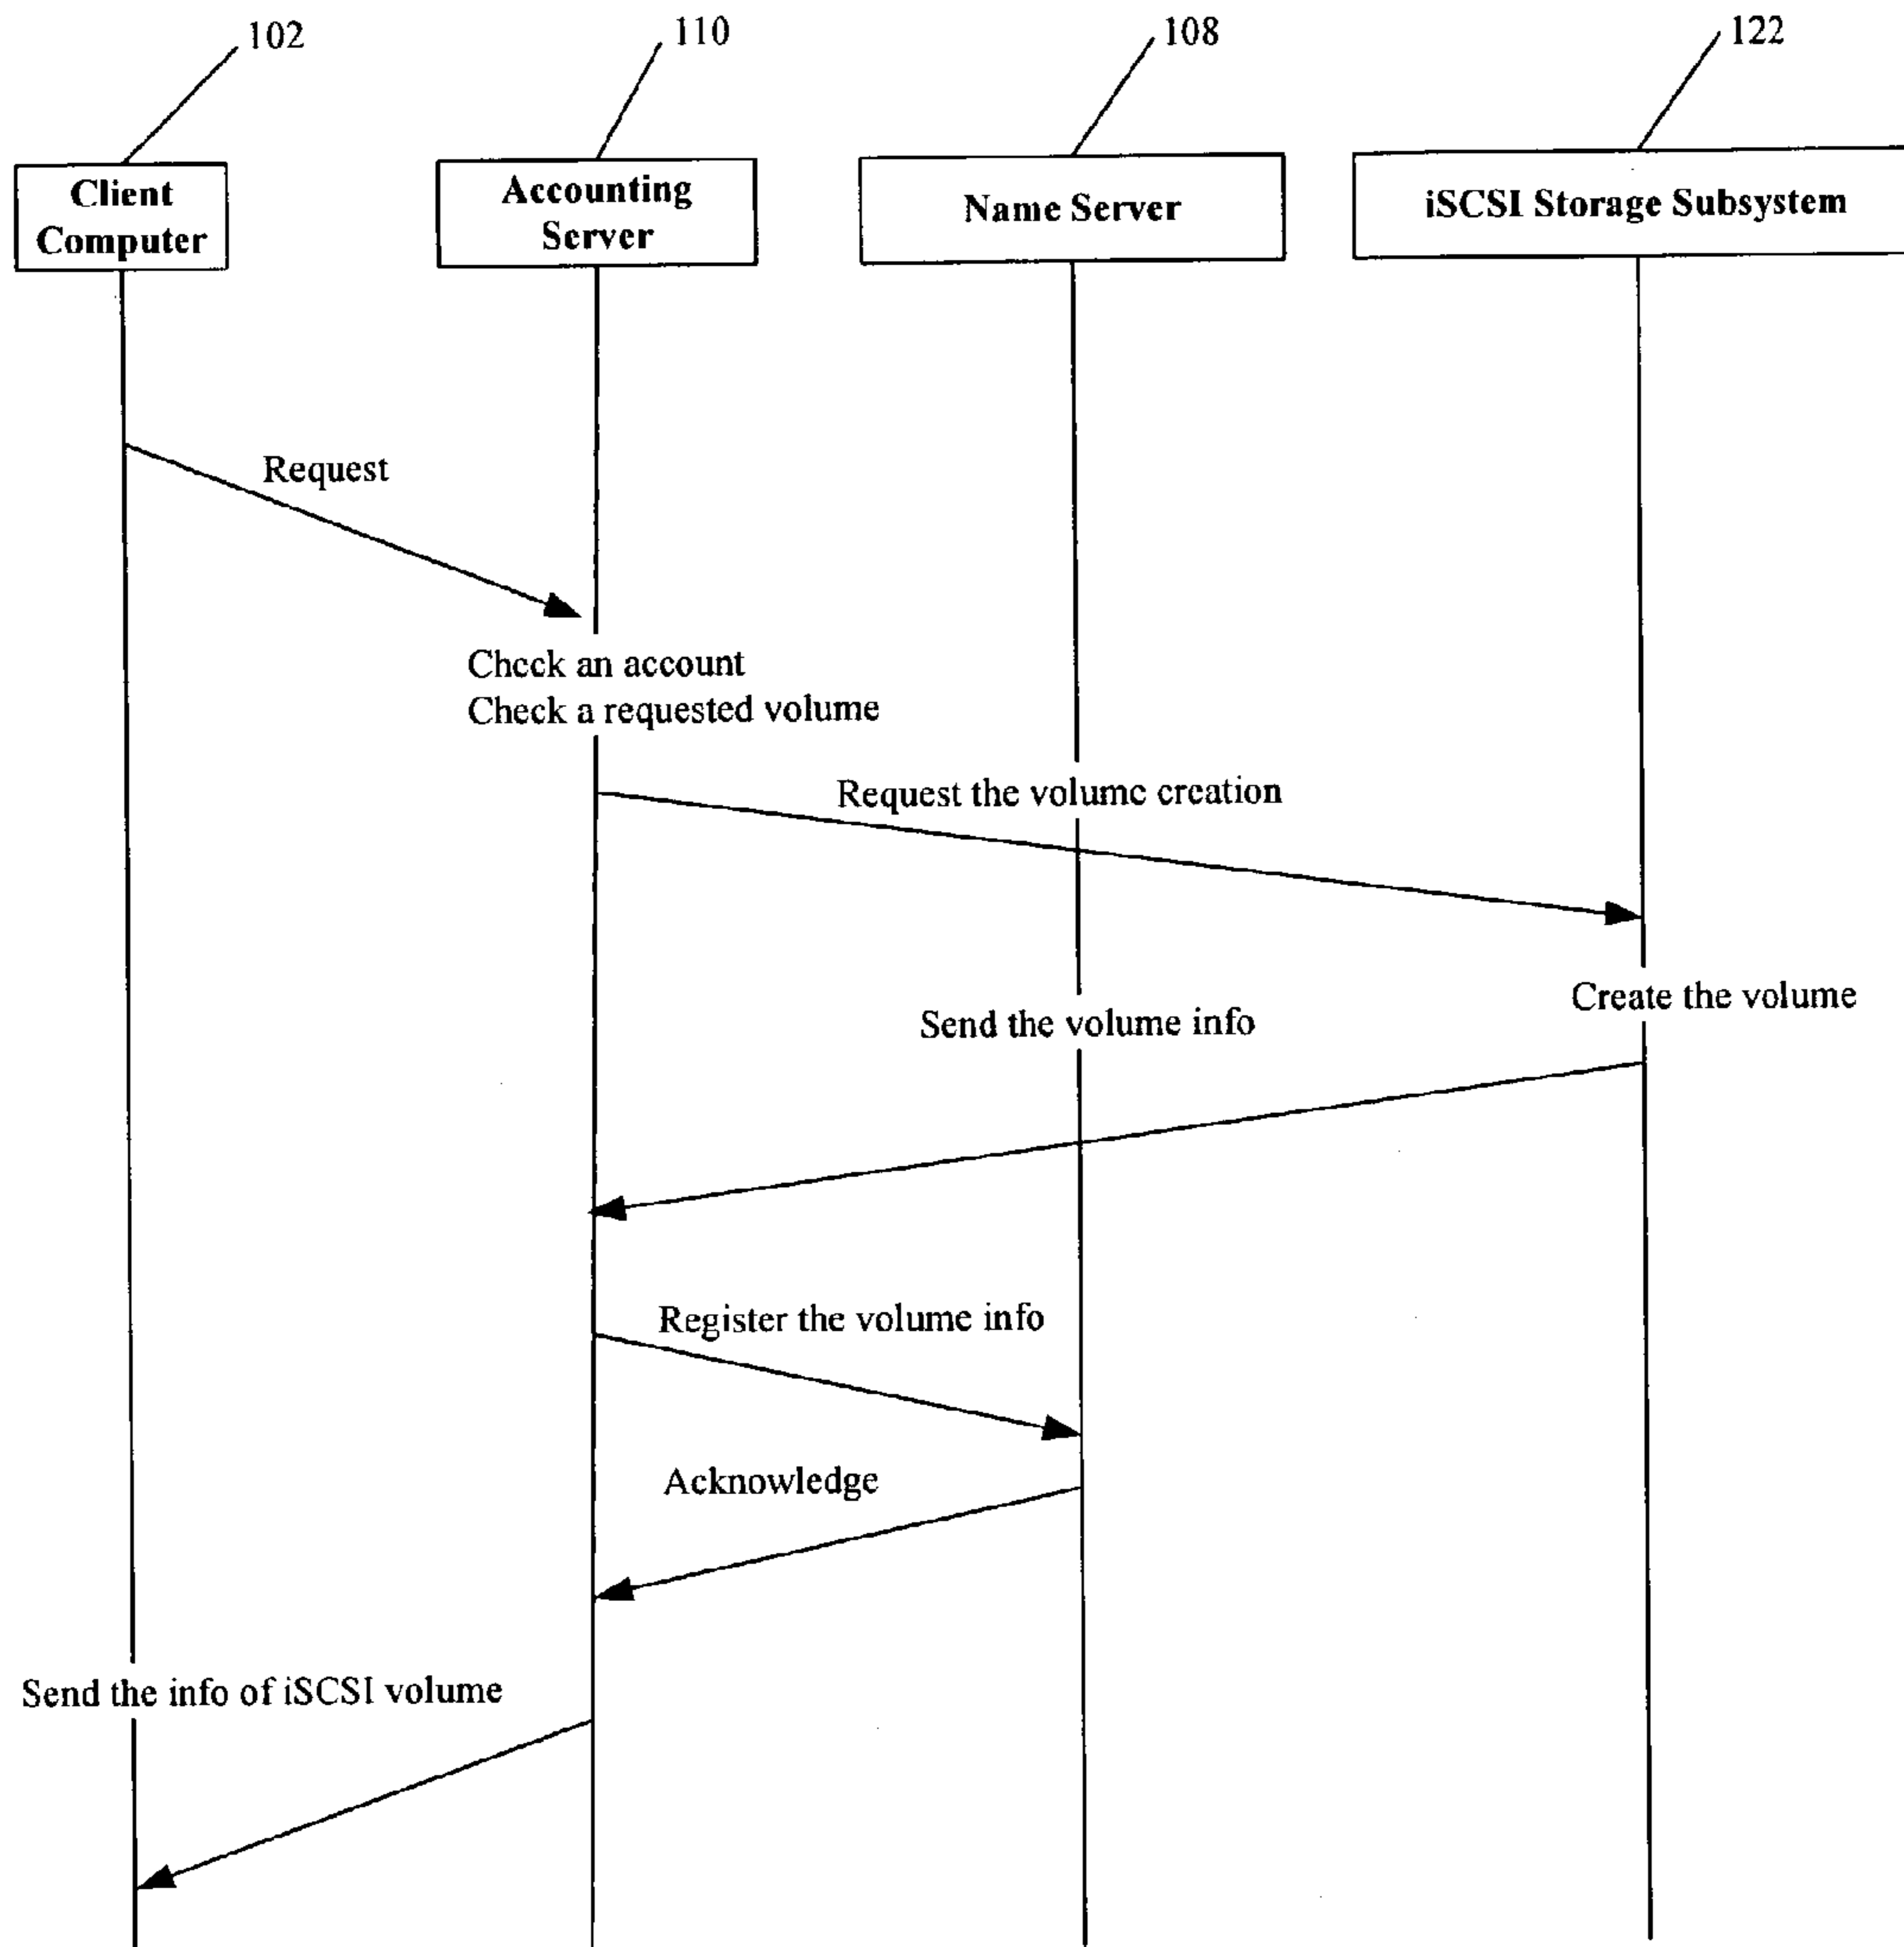 102
110
108
122
Client
Computer
Accounting
Server
Name Server
iSCSI Storage Subsystem
Request
Check an account
Check a requested volume
Request the volume creation
Create the volume
Send the volume info
Register the volume info
Acknowledge
Send the info of iSCSI volume